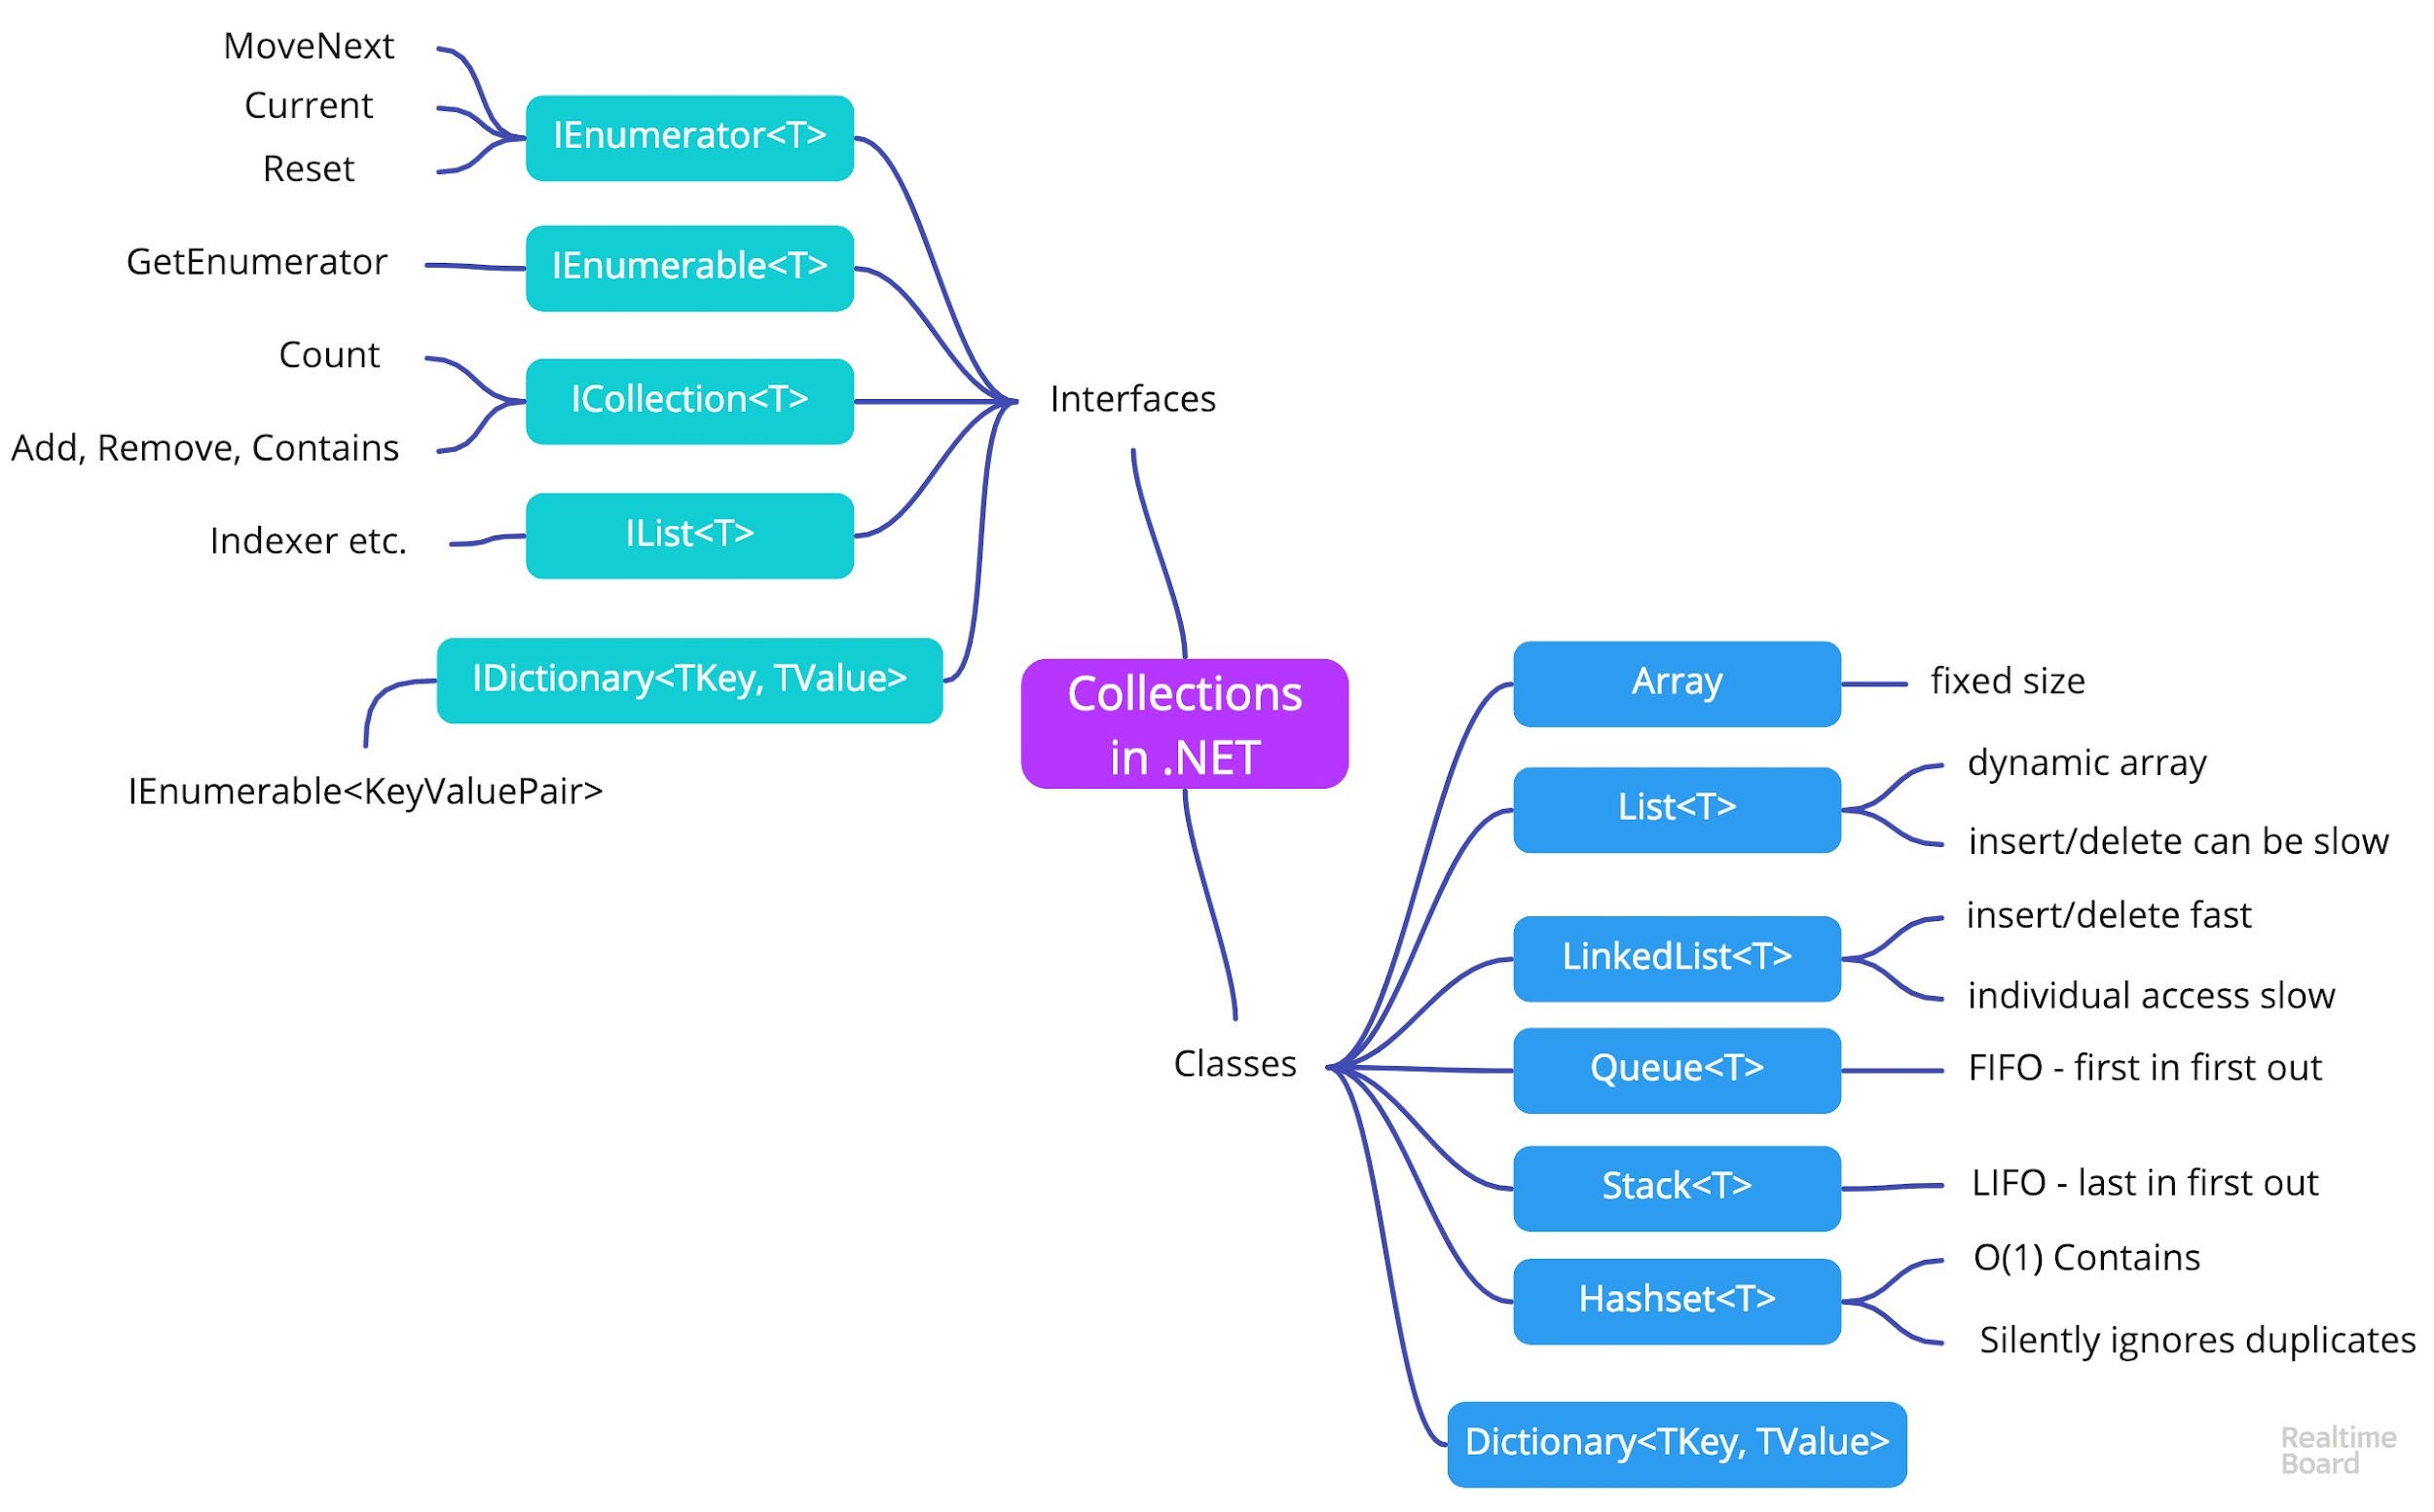 MoveNext
Current
Reset
IEnumerator<T>
GetEnumerator
IEnumerable<T>
Count
Add, Remove, Contains
ICollection<T>
Indexer etc.
IList<T>
IDictionary<TKey, TValue>
IEnumerable<KeyValuePair>
Interfaces
Collections
in .NET
Classes
Array
fixed size
List<T>
dynamic array
insert/delete can be slow
LinkedList<T>
insert/delete fast
individual access slow
Queue<T>
FIFO - first in first out
Stack<T>
LIFO - last in first out
Hashset<T>
O(1) Contains
Silently ignores duplicates
Dictionary<TKey, TValue>
Realtime
Board